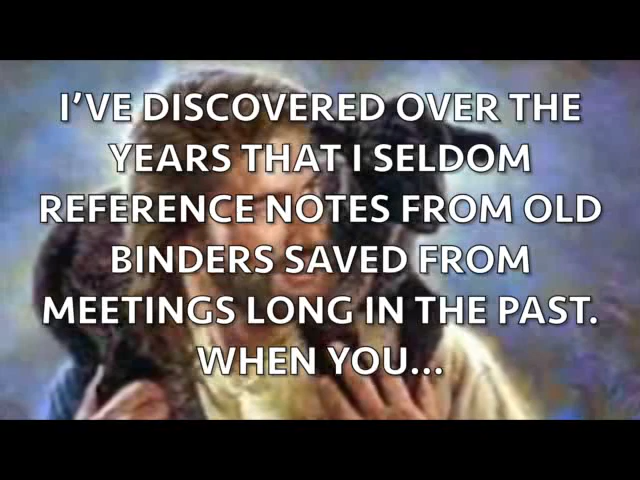 I’VE DISCOVERED OVER THE
YEARS THAT I SELDOM
REFERENCE NOTES FROM OLD
BINDERS SAVED FROM
MEETINGS LONG IN THE PAST.
WHEN YOU...